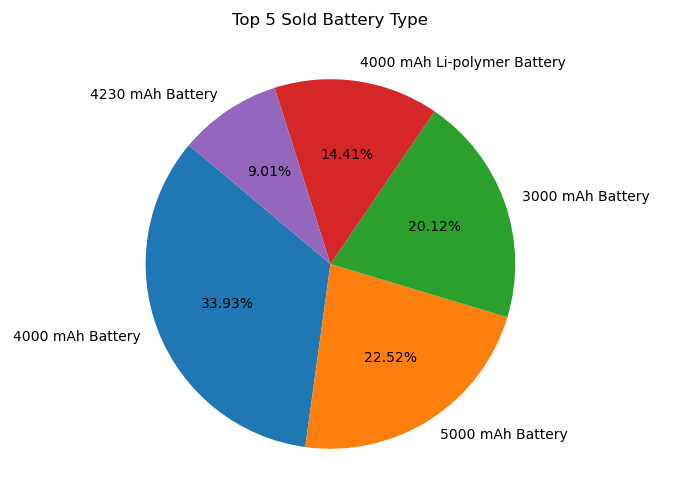 Top 5 Sold Battery Type
4000 mAh Li-polymer Battery
4230 mAh Battery
14.41%
9.01%
3000 mAh Battery
20.12%
33.93%
4000 mAh Battery
22.52%
5000 mAh Battery